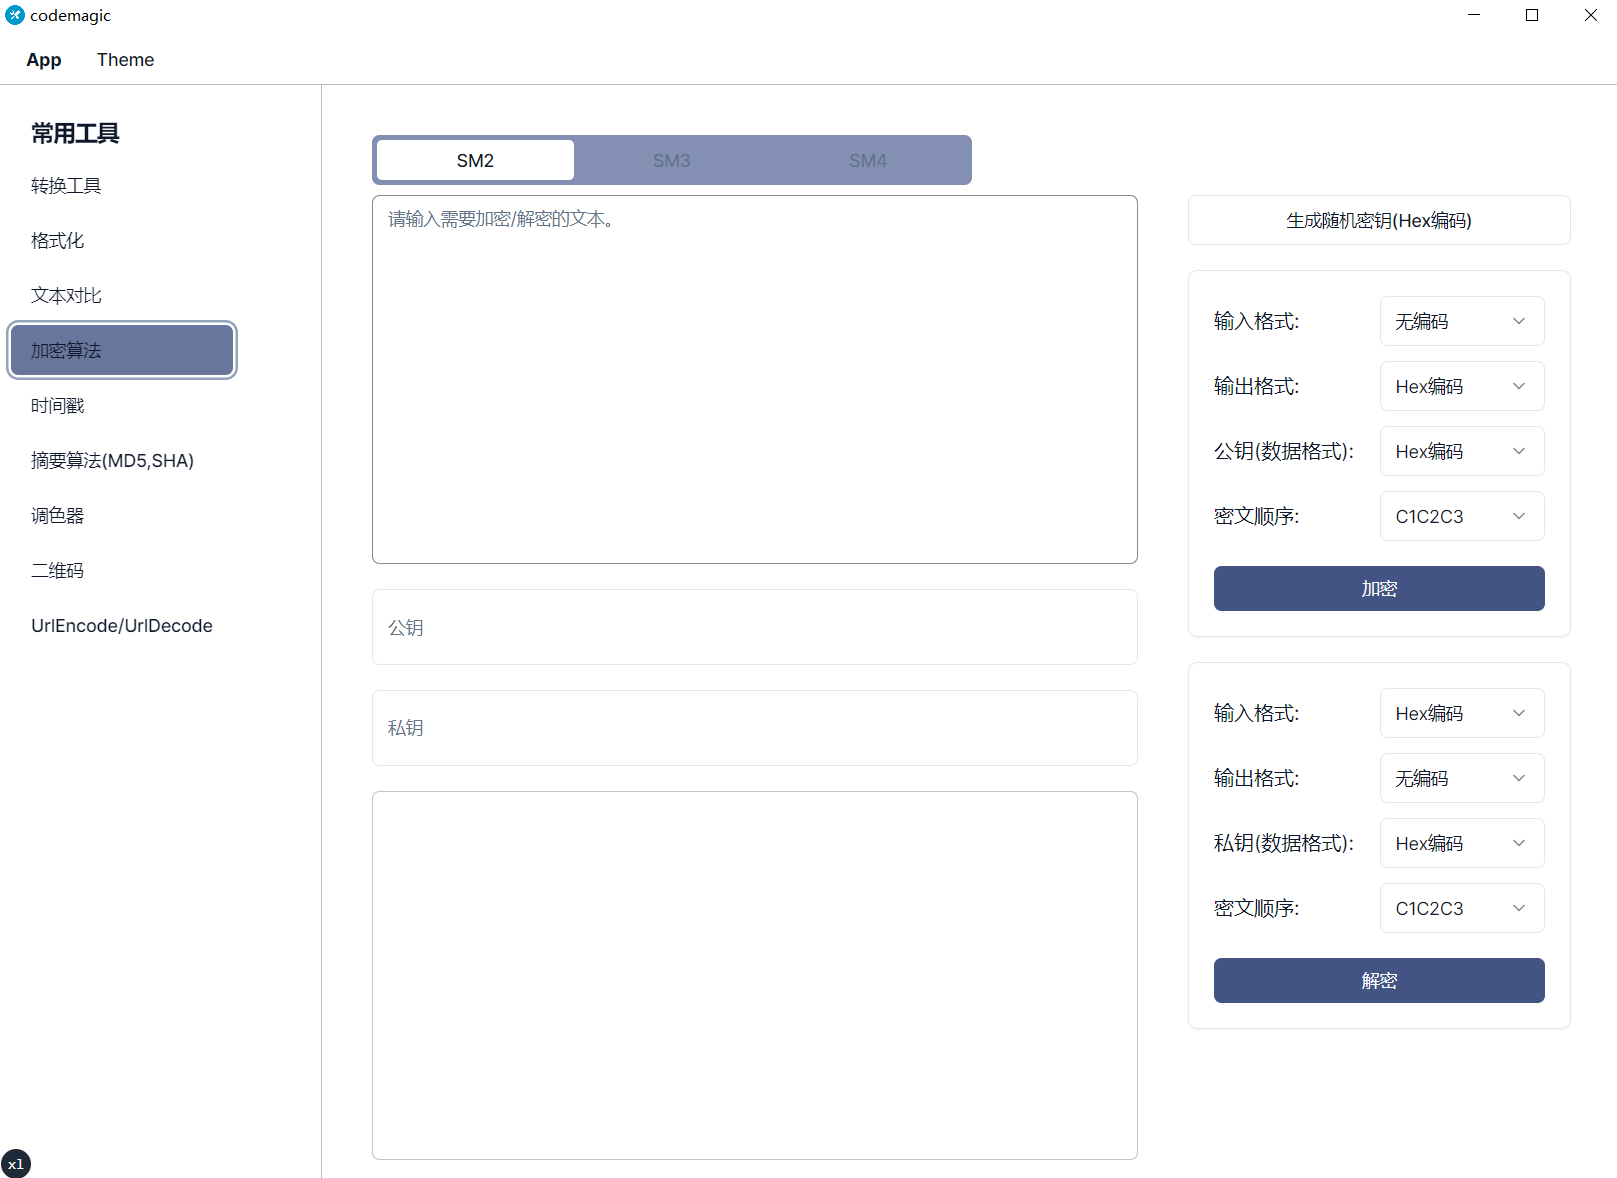 codemagic
App
Theme
常用工具
转换工具
格式化
文本对比
加密算法
时间戳
摘要算法(MD5,SHA)
调色器
二维码
UrlEncode/UrlDecode
xl
SM2
SM3
SM4
请输入需要加密/解密的文本。
公钥
私钥
生成随机密钥(Hex编码)
输入格式:
无编码
输出格式:
Hex编码
公钥(数据格式):
Hex编码
密文顺序:
C1C2C3
加密
输入格式:
Hex编码
输出格式:
无编码
私钥(数据格式):
Hex编码
密文顺序:
C1C2C3
解密